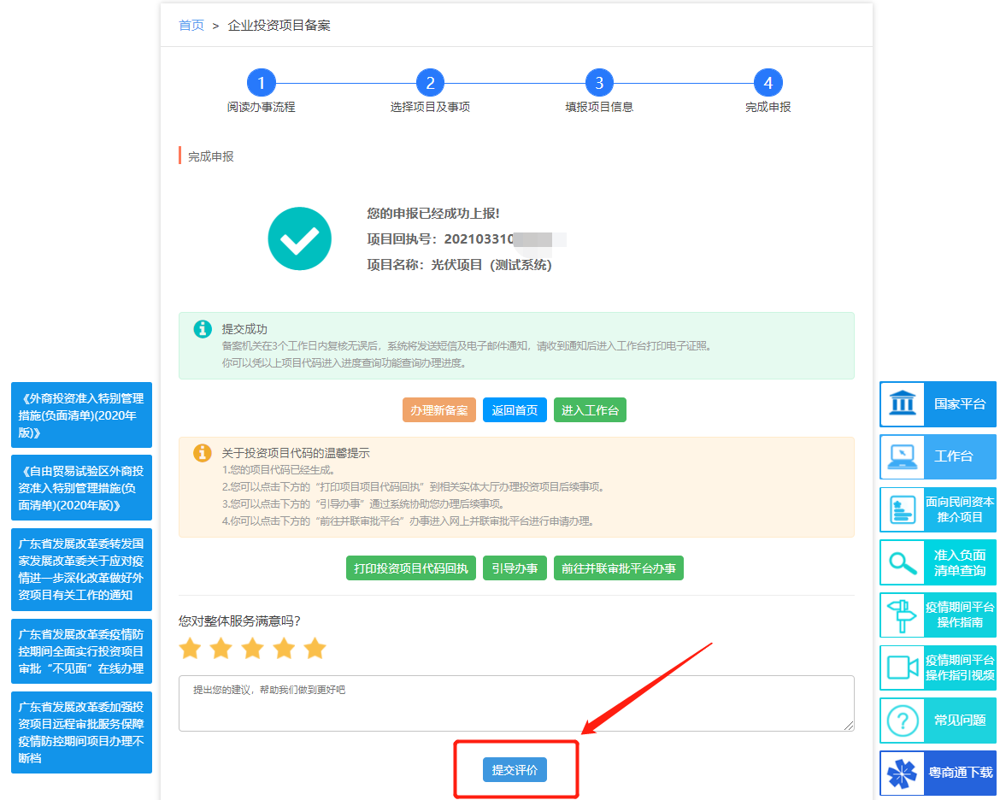 首页 > 企业投资项目备案
1
2
3
4
阅读办事流程
选择项目及事项
填报项目信息
完成申报
完成申报
您的申报已经成功上报!
项目回执号：202103310
项目名称：光伏项目（测试系统）
提交成功
备案机关在3个工作日内复核无误后，系统将发送短信及电子邮件通知，请收到通知后进入工作台打印电子证照。
你可以凭以上项目代码进入进度查询功能查询办理进度。
办理新备案
返回首页
进入工作台
关于投资项目代码的温馨提示
1.您的项目代码已经生成。
2.您可以点击下方的“打印项目项目代码回执”到相关实体大厅办理投资项目后续事项。
3.您可以点击下方的“引导办事”通过系统协助您办理后续事项。
4.你可以点击下方的“前往并联审批平台”办事进入网上并联审批平台进行申请办理。
打印投资项目代码回执
引导办事
前往并联审批平台办事
您对整体服务满意吗?
提出您的建议，帮助我们做到更好吧
提交评价
《外商投资准入特别管理
措施(负面清单)(2020年
版)》
《自由贸易试验区外商投
资准入特别管理措施(负
面清单)(2020年版)》
广东省发展改革委转发国
家发展改革委关于应对疫
情进一步深化改革做好外
资项目有关工作的通知
广东省发展改革委疫情防
控期间全面实行投资项目
审批“不见面”在线办理
广东省发展改革委加强投
资项目远程审批服务保障
疫情防控期间项目办理不
断档
国家平台
工作台
面向民间资本
推介项目
准入负面
清单查询
疫情期间平台
操作指南
疫情期间平台
操作指引视频
常见问题
粤商通下载